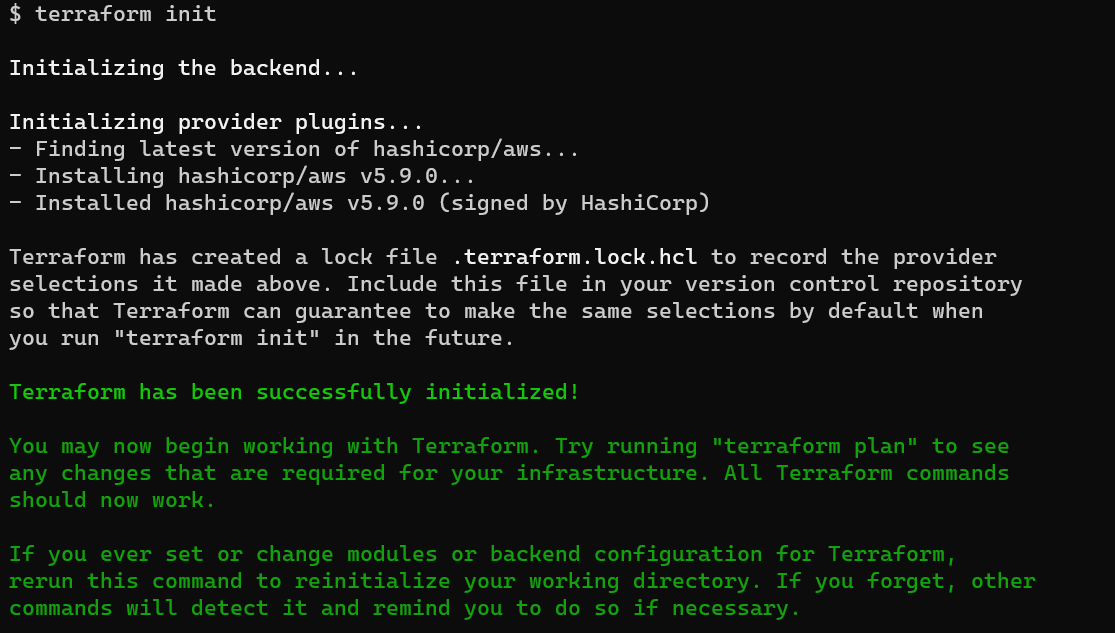 $ terraform init
Initializing the backend...
Initializing provider plugins...
- Finding latest version of hashicorp/aws...
- Installing hashicorp/aws v5.9.0...
- Installed hashicorp/aws v5.9.0 (signed by HashiCorp)
Terraform has created a lock file .terraform.lock.hcl to record the provider
selections it made above. Include this file in your version control repository
so that Terraform can guarantee to make the same selections by default when
you run "terraform init" in the future.
Terraform has been successfully initialized!
You may now begin working with Terraform. Try running "terraform plan" to see
any changes that are required for your infrastructure. All Terraform commands
should now work.
If you ever set or change modules or backend configuration for Terraform,
rerun this command to reinitialize your working directory. If you forget, other
commands will detect it and remind you to do so if necessary.